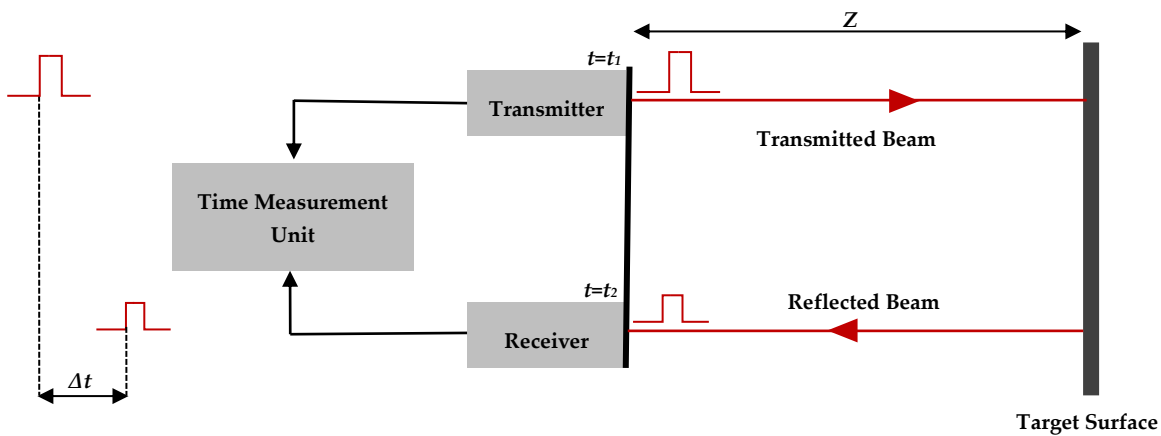 Z
t=t₁
Transmitter
Transmitted Beam
Time Measurement
Unit
t=t₂
Reflected Beam
Receiver
Δt
Target Surface